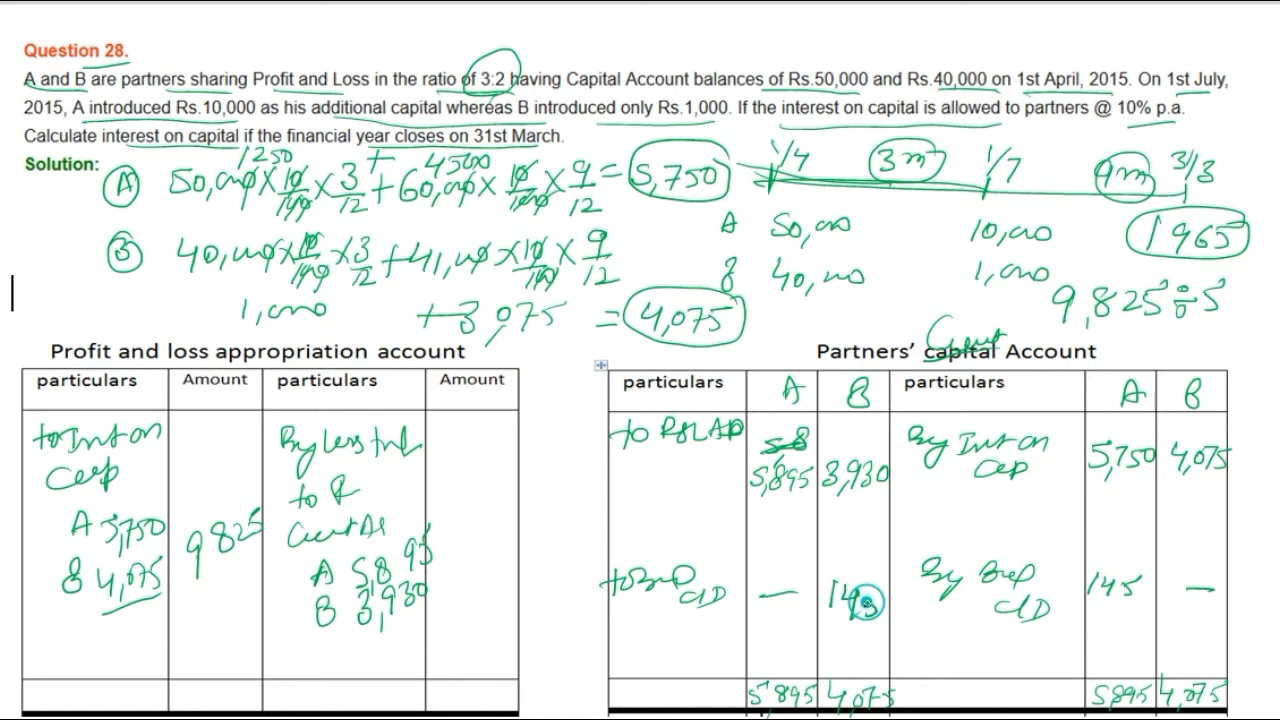 Question 28.
A and B are partners sharing Profit and Loss in the ratio of 3:2 having Capital Account balances of Rs.50,000 and Rs.40,000 on 1st April, 2015. On 1st July,
2015, A introduced Rs.10,000 as his additional capital whereas B introduced only Rs.1,000. If the interest on capital is allowed to partners @ 10% p.a.
Calculate interest on capital if the financial year closes on 31st March.
Solution:
1250 + 4500
A 50,000 × 10/100 × 3/12 + 60,000 × 10/100 × 9/12 = 5,750
1/4 3m 1/7 9m 31/3
A 50,000 10,000 1965
B 40,000 × 10/100 × 3/12 + 41,000 × 10/100 × 9/12
B 40,000 1,000
1,000 + 3,075 = 4,075
9,825 ÷ 5
Profit and loss appropriation account
particulars Amount particulars Amount
to Int on
Cap
A 5,750
B 4,075
9825
By Loss
to
A 5,895
B 3,930
Partners' capital Account
particulars A B particulars A B
to P&L AP 5,895 3,930 By Int on Cap 5,750 4,075
C/D — 145 By C/D 145 —
5,895 4,075 5,895 4,075